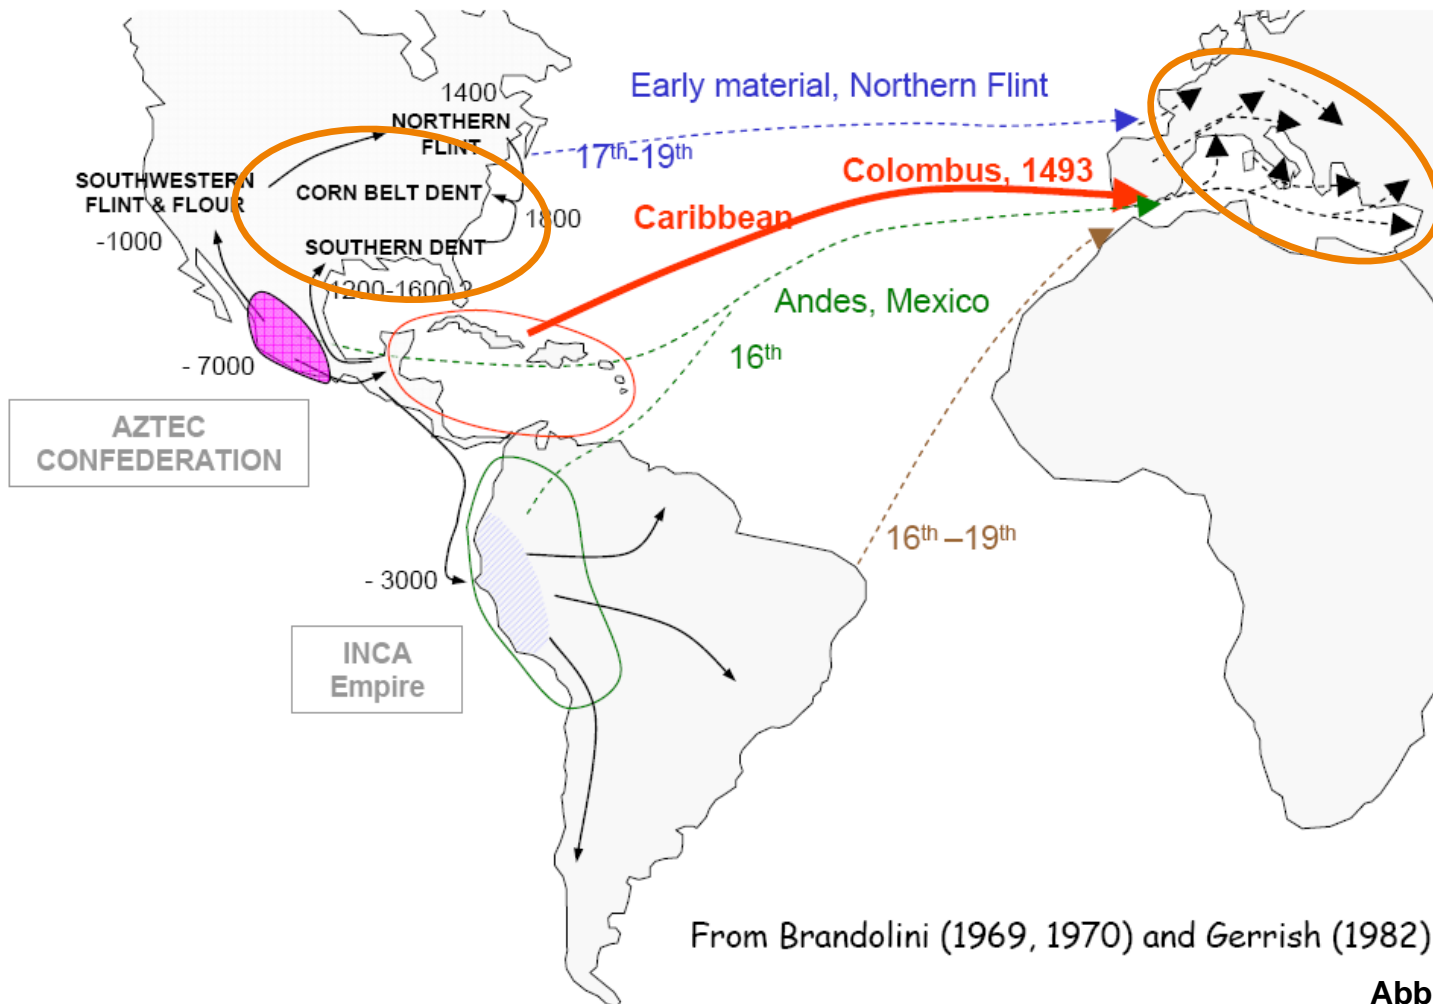 1400
NORTHERN
FLINT
Early material, Northern Flint
17th-19th
SOUTHWESTERN
FLINT & FLOUR
-1000
CORN BELT DENT
1800
SOUTHERN DENT
1200-1600 ?
Colombus, 1493
Caribbean
Andes, Mexico
16th
- 7000
AZTEC
CONFEDERATION
16th –19th
- 3000
INCA
Empire
From Brandolini (1969, 1970) and Gerrish (1982)
Abb